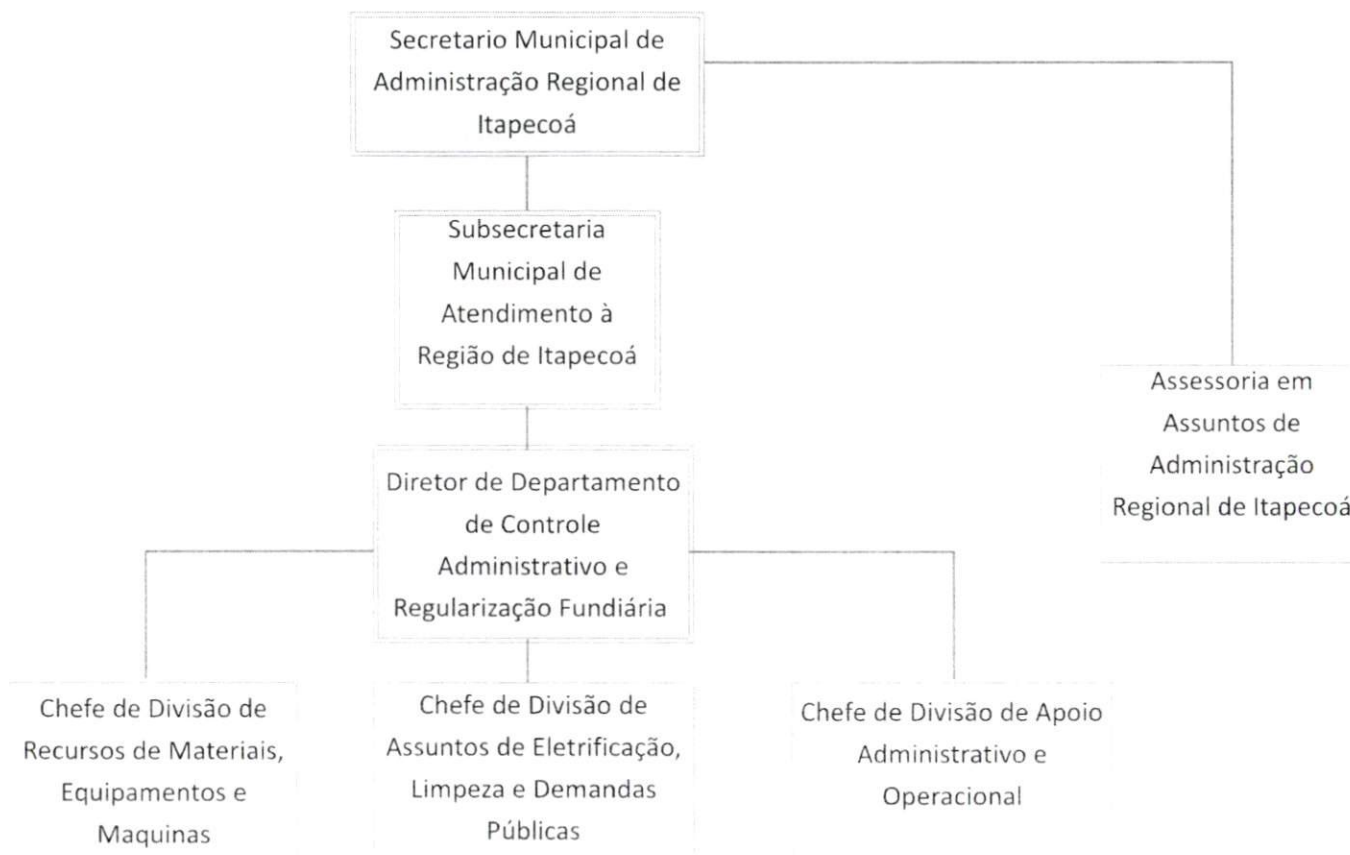 Secretario Municipal de
Administração Regional de
Itapecoá
Subsecretaria
Municipal de
Atendimento à
Região de Itapecoá
Assessoria em
Assuntos de
Administração
Regional de Itapecoá
Diretor de Departamento
de Controle
Administrativo e
Regularização Fundiária
Chefe de Divisão de
Recursos de Materiais,
Equipamentos e
Maquinas
Chefe de Divisão de
Assuntos de Eletrificação,
Limpeza e Demandas
Públicas
Chefe de Divisão de Apoio
Administrativo e
Operacional